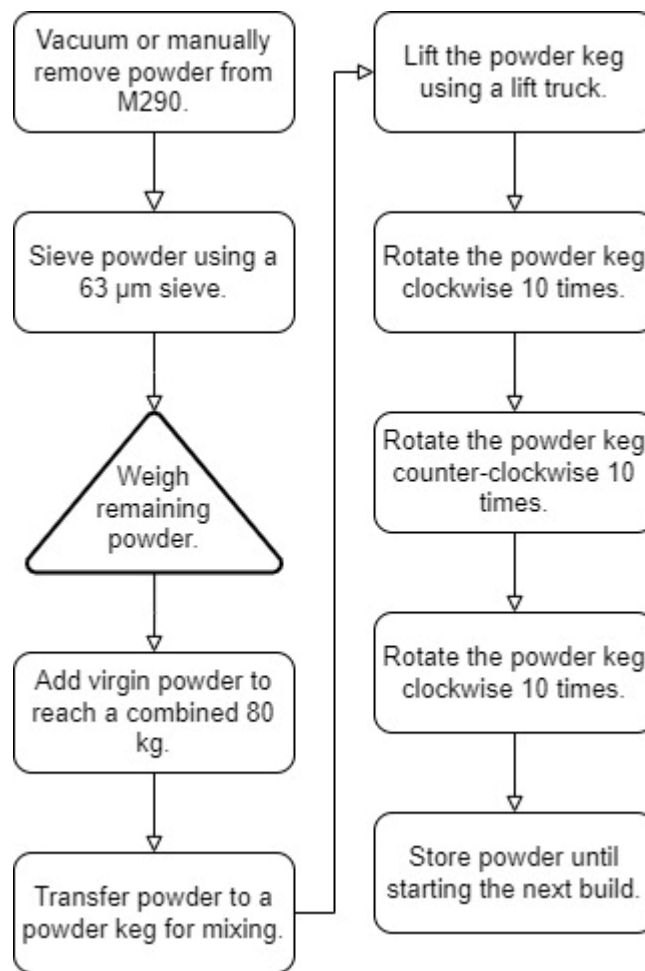 Vacuum or manually
remove powder from
M290.
Sieve powder using a
63 µm sieve.
Weigh
remaining
powder.
Add virgin powder to
reach a combined 80
kg.
Transfer powder to a
powder keg for mixing.
Lift the powder keg
using a lift truck.
Rotate the powder keg
clockwise 10 times.
Rotate the powder keg
counter-clockwise 10
times.
Rotate the powder keg
clockwise 10 times.
Store powder until
starting the next build.